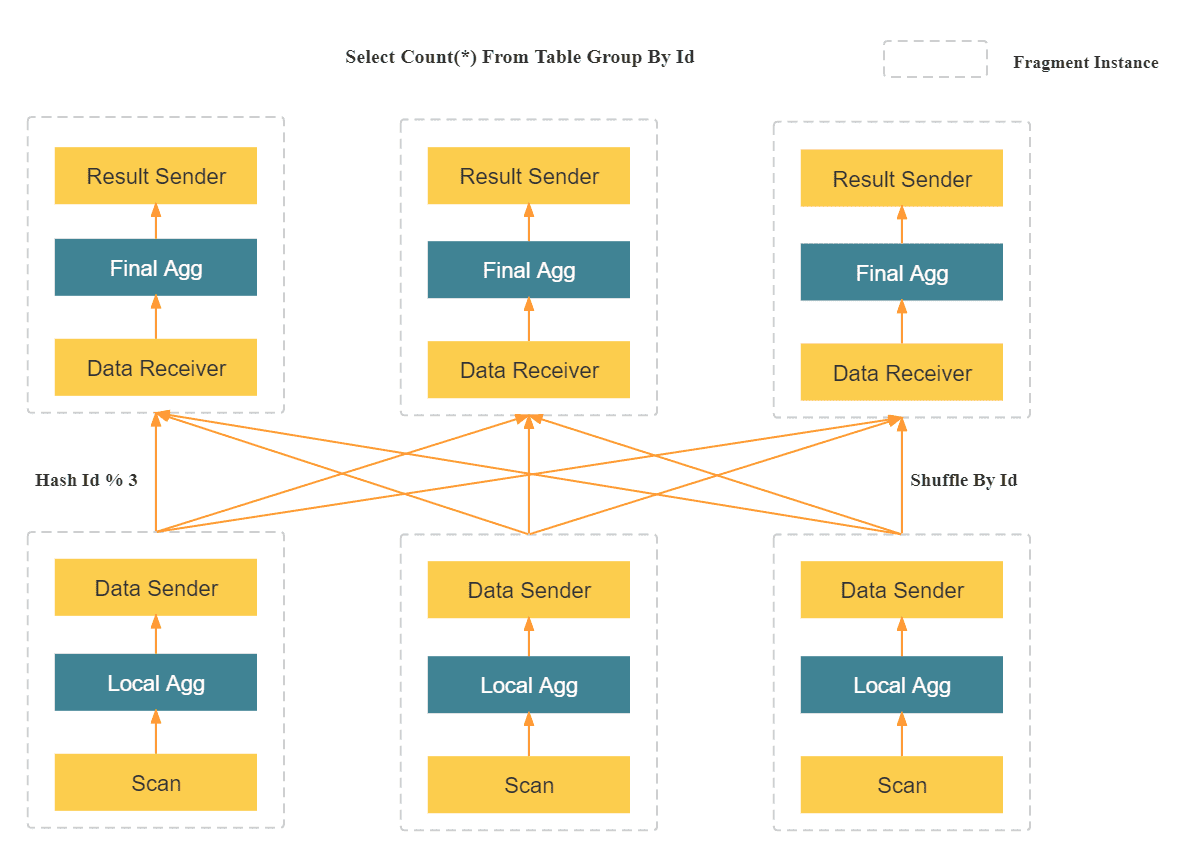 Select Count(*) From Table Group By Id
Fragment Instance
Result Sender
Result Sender
Result Sender
Final Agg
Final Agg
Final Agg
Data Receiver
Data Receiver
Data Receiver
Hash Id % 3
Shuffle By Id
Data Sender
Data Sender
Data Sender
Local Agg
Local Agg
Local Agg
Scan
Scan
Scan